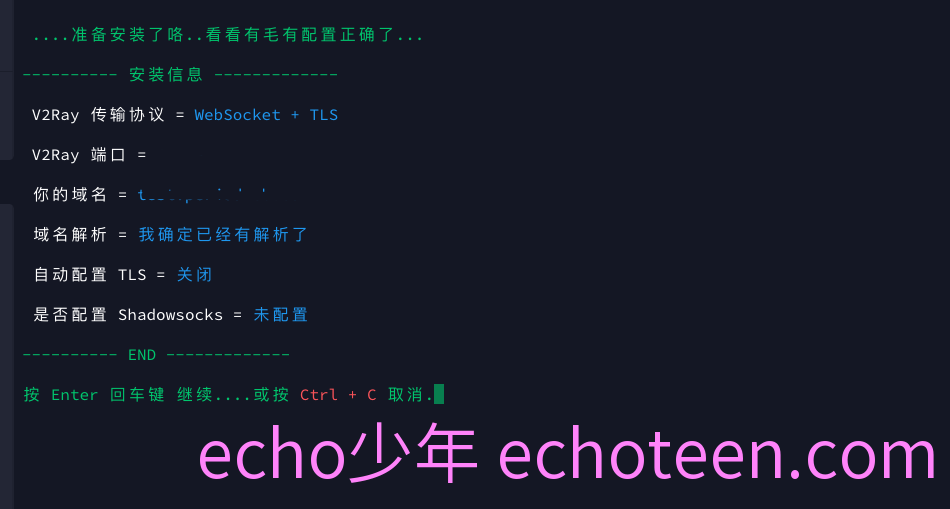 ....准备安装了咯..看看有毛有配置正确了...
---------- 安装信息 -------------
V2Ray 传输协议 = WebSocket + TLS
V2Ray 端口 =
你的域名 =
域名解析 = 我确定已经有解析了
自动配置 TLS = 关闭
是否配置 Shadowsocks = 未配置
---------- END -------------
按 Enter 回车键 继续....或按 Ctrl + C 取消.
echo少年 echoteen.com